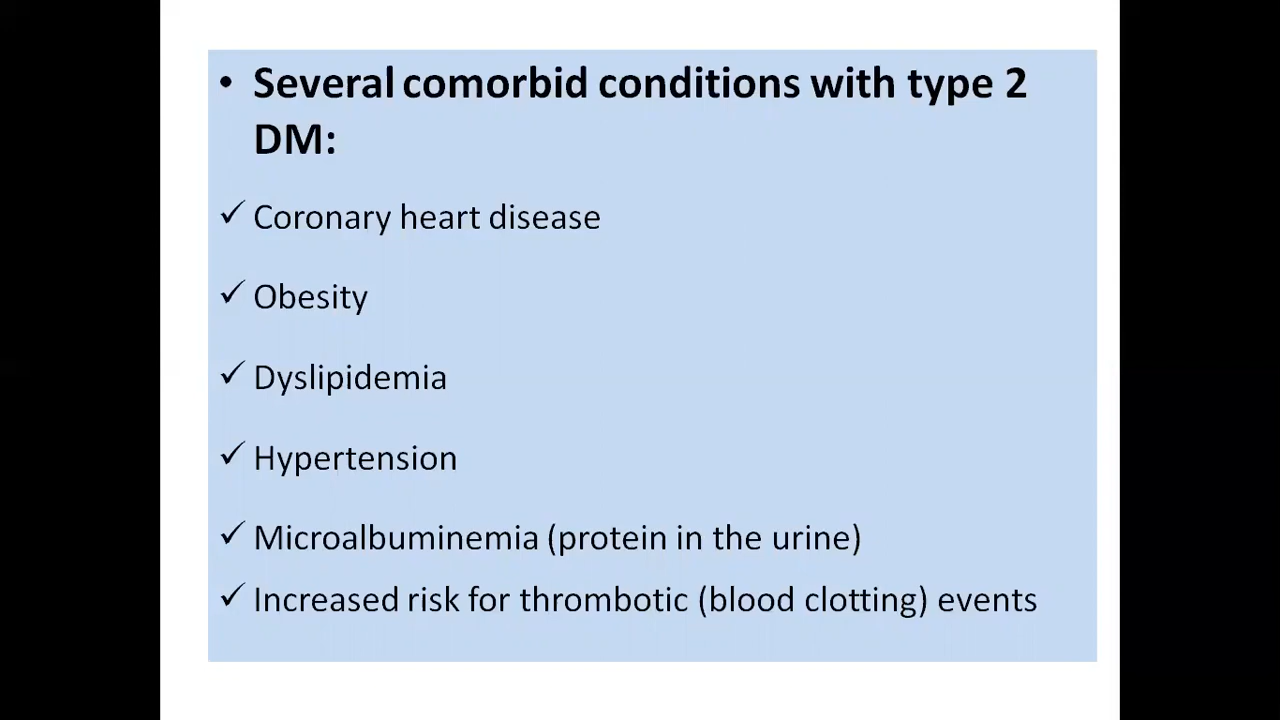 • Several comorbid conditions with type 2
DM:
✓ Coronary heart disease
✓ Obesity
✓ Dyslipidemia
✓ Hypertension
✓ Microalbuminemia (protein in the urine)
✓ Increased risk for thrombotic (blood clotting) events